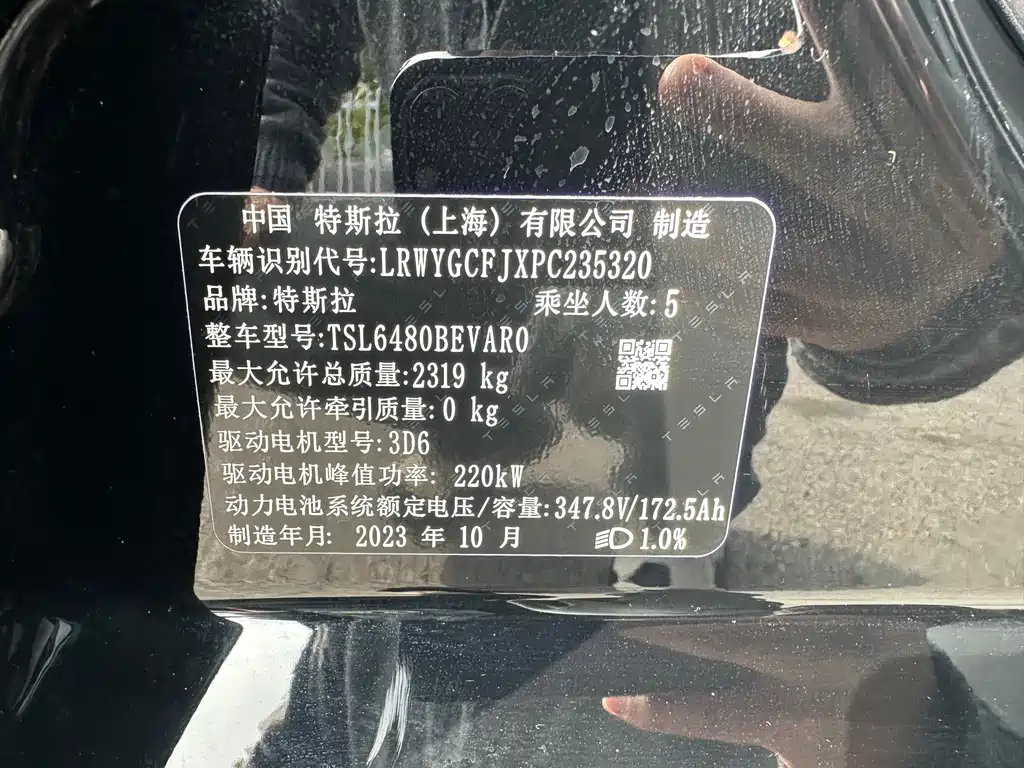 中国 特斯拉（上海）有限公司 制造
车辆识别代号:LRWYGCFJXPC235320
品牌:特斯拉 乘坐人数:5
整车型号:TSL6480BEVAR0
最大允许总质量:2319 kg
最大允许牵引质量:0 kg
驱动电机型号:3D6
驱动电机峰值功率: 220kW
动力电池系统额定电压/容量:347.8V/172.5Ah
制造年月: 2023 年 10 月 1.0%